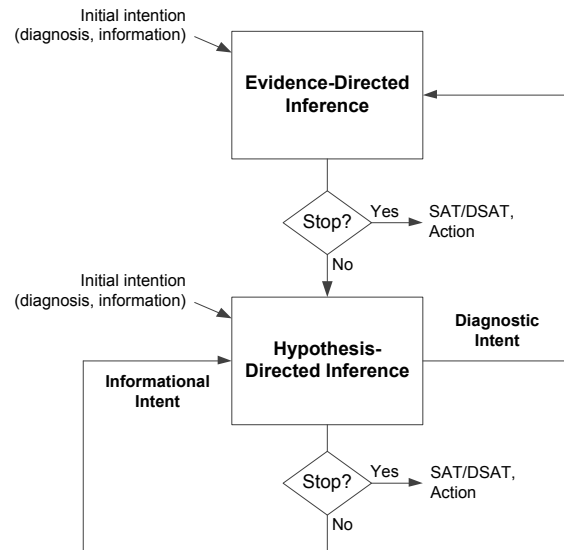 Initial intention
(diagnosis, information)
Evidence-Directed
Inference
Stop?
Yes
SAT/DSAT,
Action
No
Initial intention
(diagnosis, information)
Hypothesis-
Directed Inference
Diagnostic
Intent
Informational
Intent
Stop?
Yes
SAT/DSAT,
Action
No